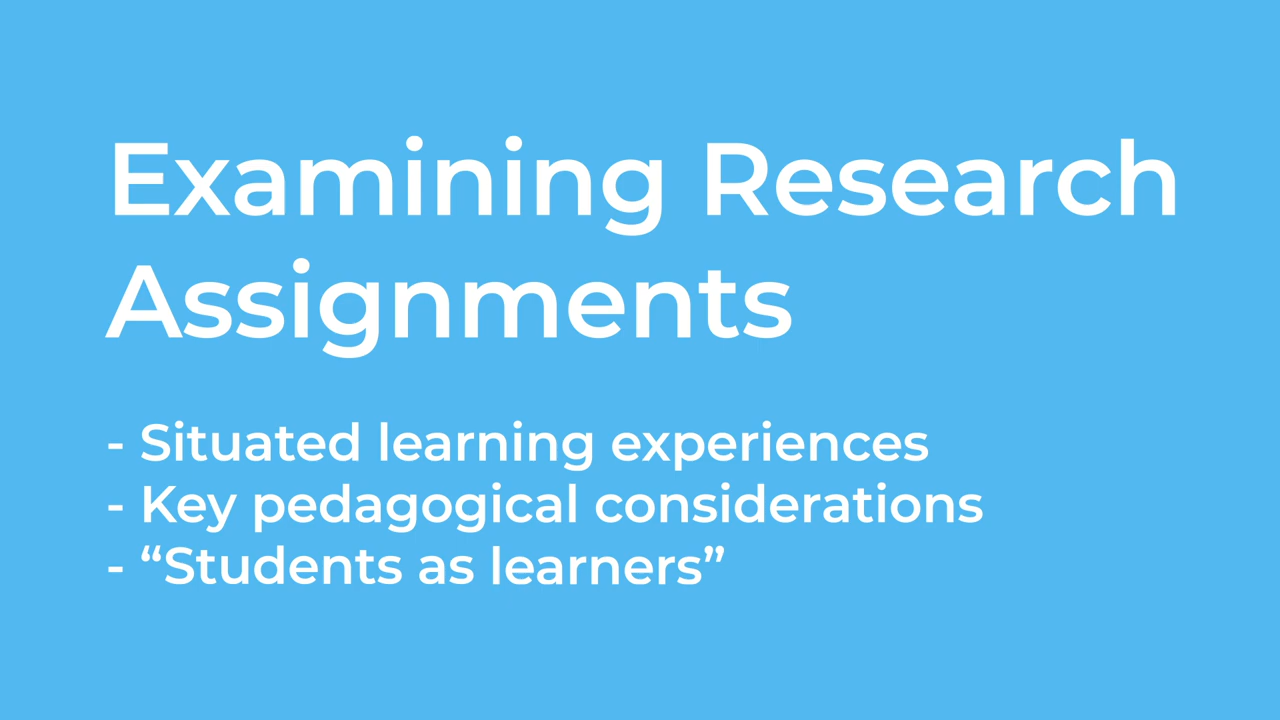 Examining Research
Assignments
- Situated learning experiences
- Key pedagogical considerations
- “Students as learners”